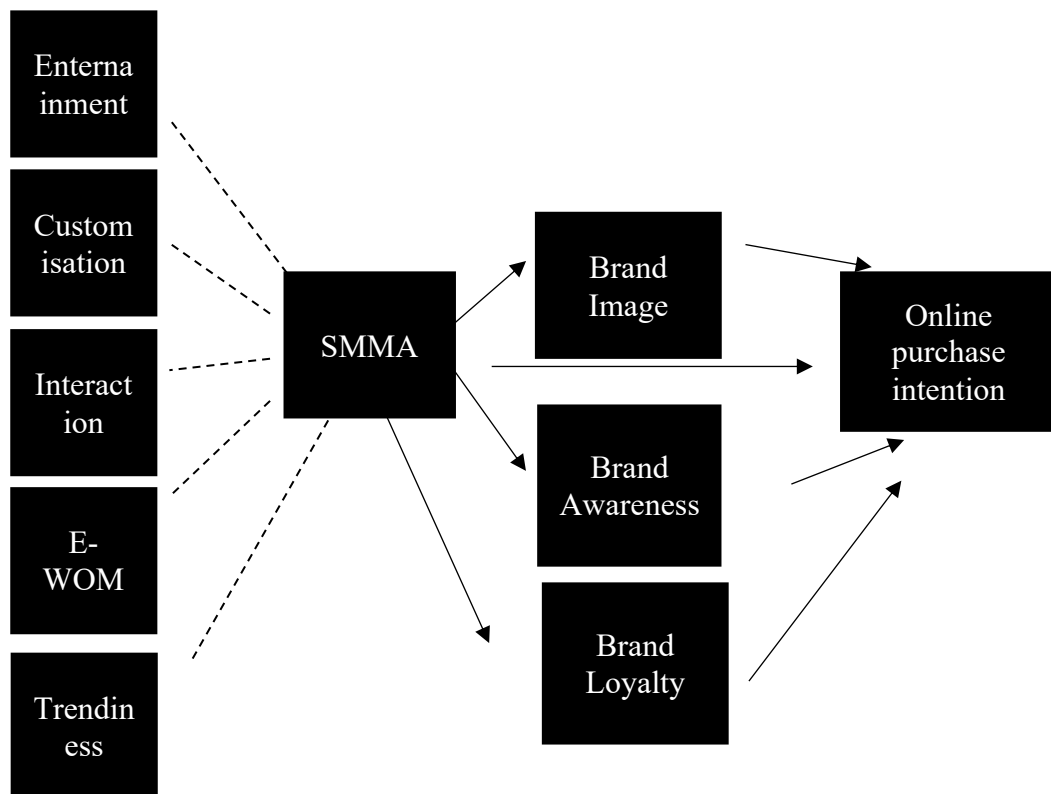 Enterna
inment
Custom
isation
Interact
ion
E-
WOM
Trendin
ess
SMMA
Brand
Image
Brand
Awareness
Brand
Loyalty
Online
purchase
intention